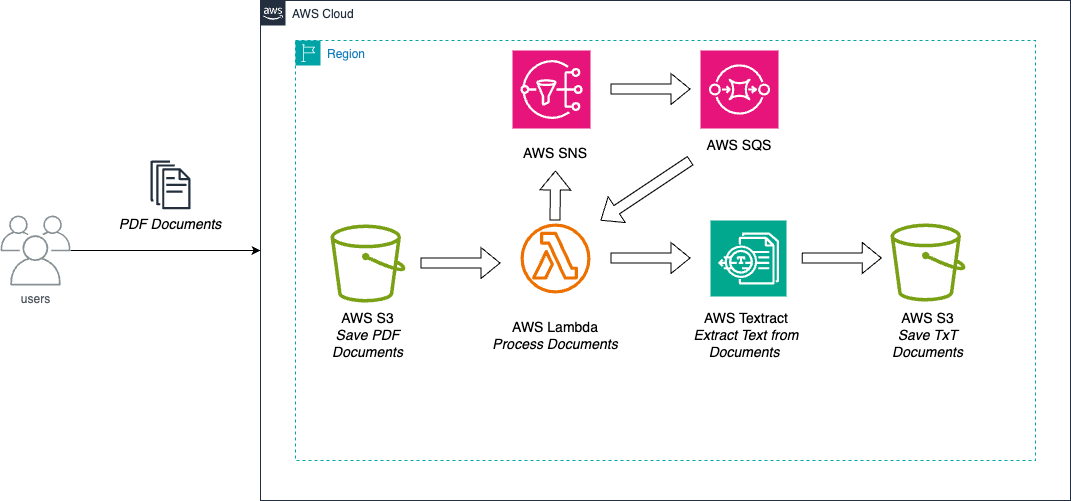 aws
AWS Cloud
Region
AWS SNS
AWS SQS
PDF Documents
users
AWS S3
Save PDF
Documents
AWS Lambda
Process Documents
AWS Textract
Extract Text from
Documents
AWS S3
Save TxT
Documents